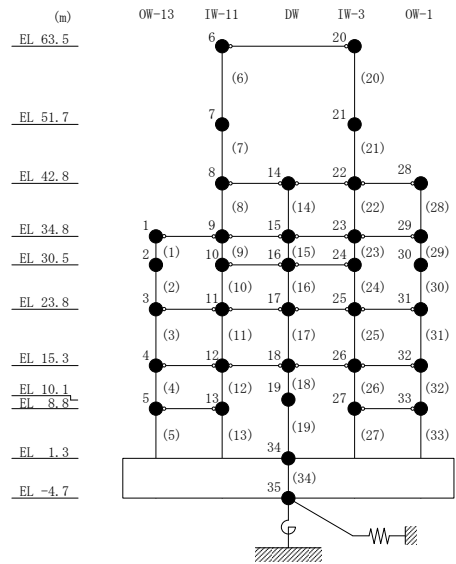 (m) OW-13 IW-11 DW IW-3 OW-1
EL 63.5 6 20
(6) (20)
EL 51.7 7 21
(7) (21)
EL 42.8 8 14 22 28
(8) (14) (22) (28)
EL 34.8 1 9 15 23 29
(1) (9) (15) (23) (29)
EL 30.5 2 10 16 24 30
(2) (10) (16) (24) (30)
EL 23.8 3 11 17 25 31
(3) (11) (17) (25) (31)
EL 15.3 4 12 18 26 32
(4) (12) (18) (26) (32)
EL 10.1 19
EL 8.8 5 13 27 33
(5) (13) (19) (27) (33)
EL 1.3 34
(34)
EL -4.7 35